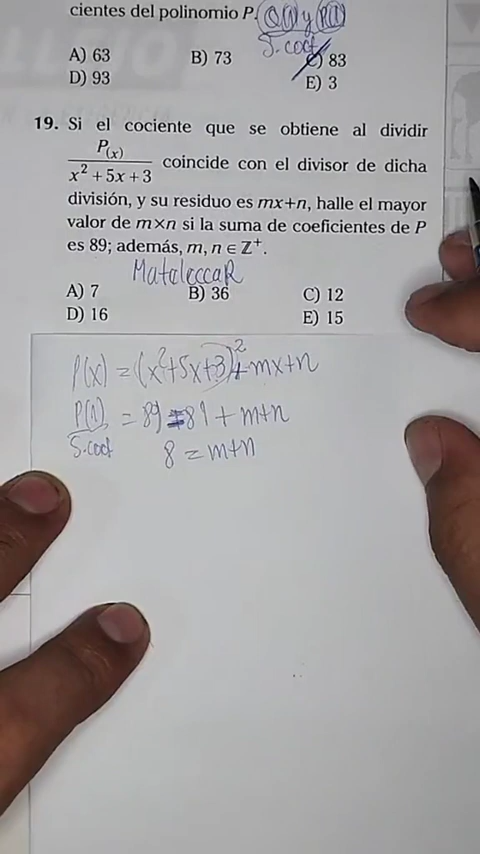 cientes del polinomio P. Q(1) y P(1)
S. coef
A) 63 B) 73 C) 83
D) 93 E) 3
19. Si el cociente que se obtiene al dividir
P(x) / x² + 5x + 3 coincide con el divisor de dicha
división, y su residuo es mx+n, halle el mayor
valor de m×n si la suma de coeficientes de P
es 89; además, m, n ∈ Z⁺.
MataleccaR
A) 7 B) 36 C) 12
D) 16 E) 15
P(x) = (x²+5x+3)²+mx+n
P(1) = 89 = 81 + m+n
S. coef 8 = m+n